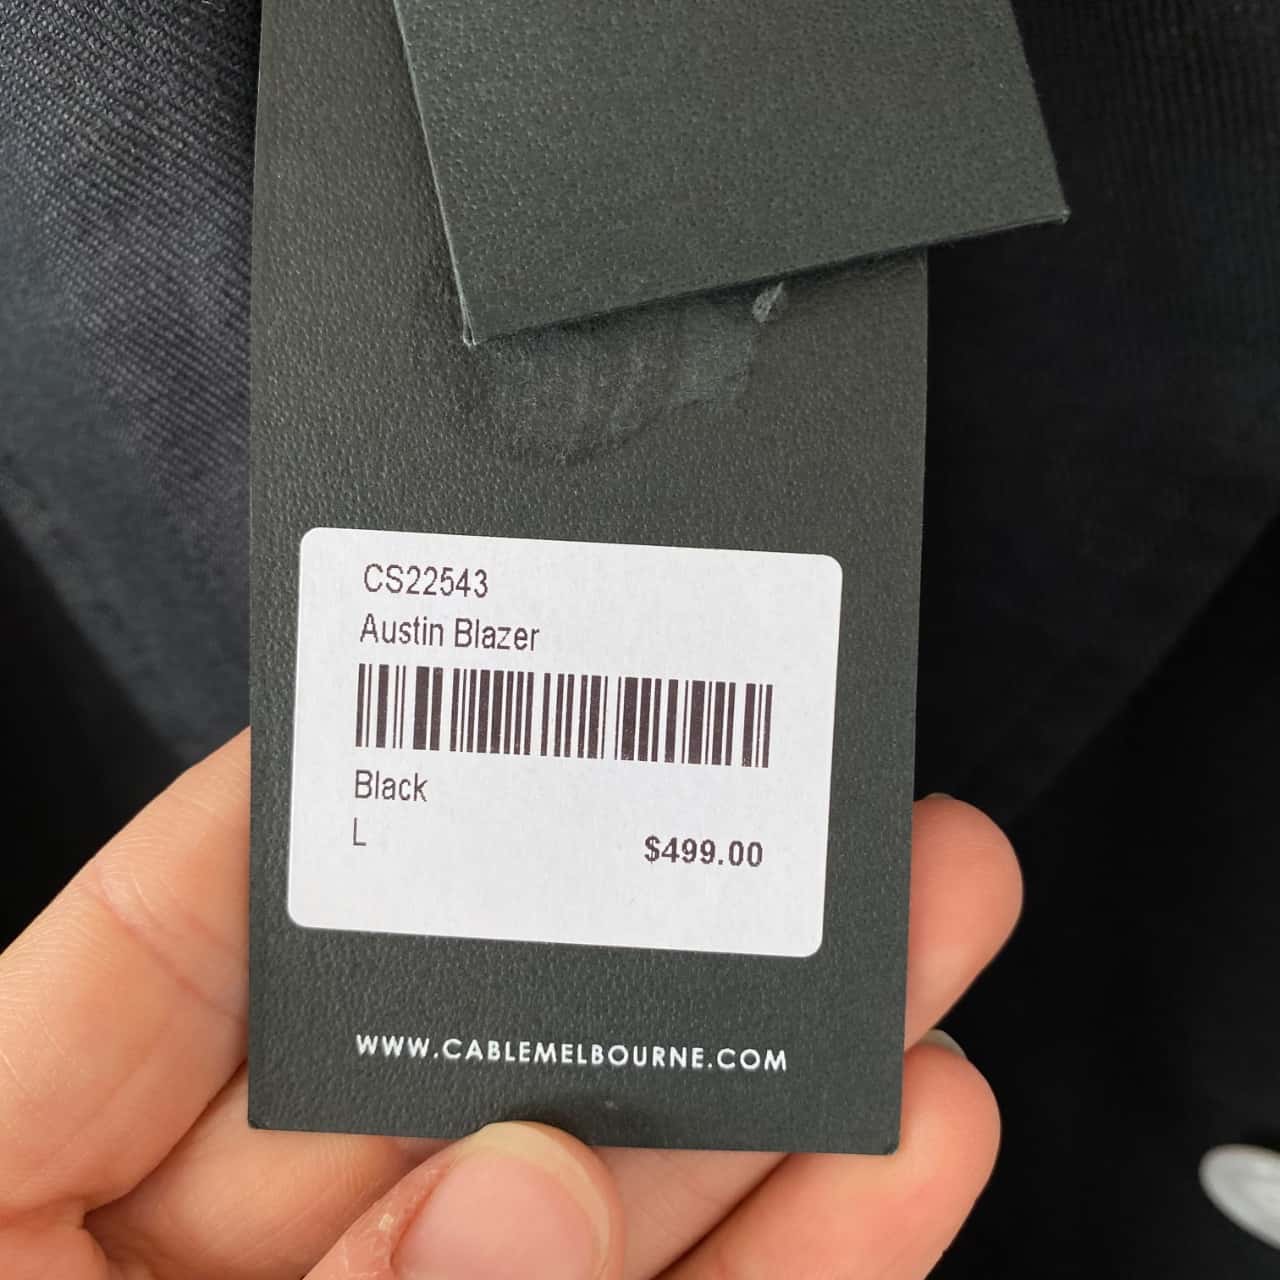 CS22543
Austin Blazer
Black
L
$499.00
WWW.CABLEMELBOURNE.COM